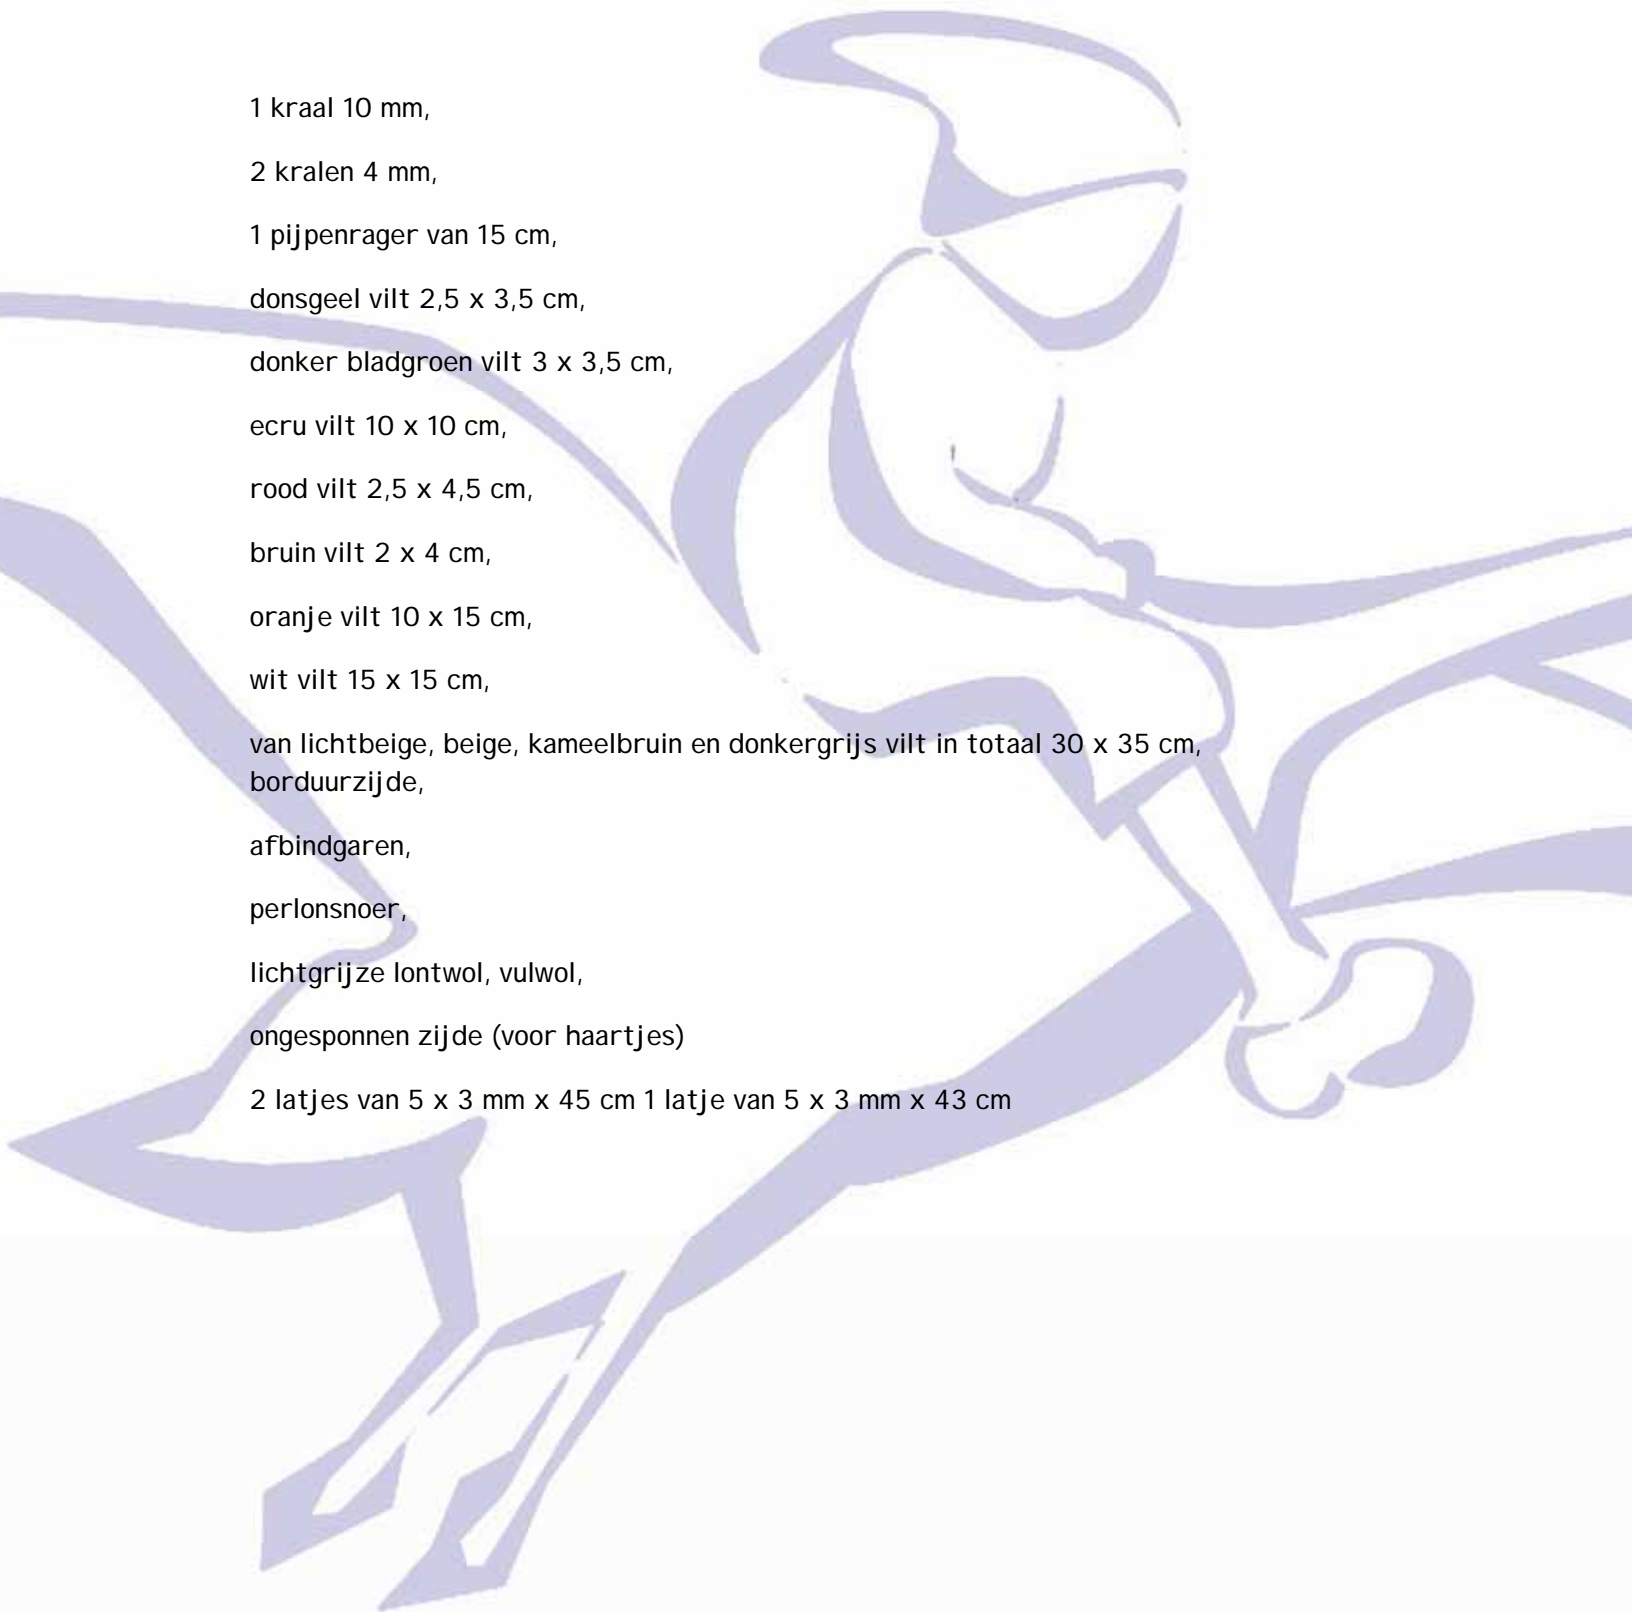 1 kraal 10 mm,
2 kralen 4 mm,
1 pijpenrager van 15 cm,
donsgeel vilt 2,5 x 3,5 cm,
donker bladgroen vilt 3 x 3,5 cm,
ecru vilt 10 x 10 cm,
rood vilt 2,5 x 4,5 cm,
bruin vilt 2 x 4 cm,
oranje vilt 10 x 15 cm,
wit vilt 15 x 15 cm,
van lichtbeige, beige, kameelbruin en donkergrijs vilt in totaal 30 x 35 cm,
borduurzijde,
afbindgaren,
perlonsnoer,
lichtgrijze lontwol, vulwol,
ongesponnen zijde (voor haartjes)
2 latjes van 5 x 3 mm x 45 cm 1 latje van 5 x 3 mm x 43 cm